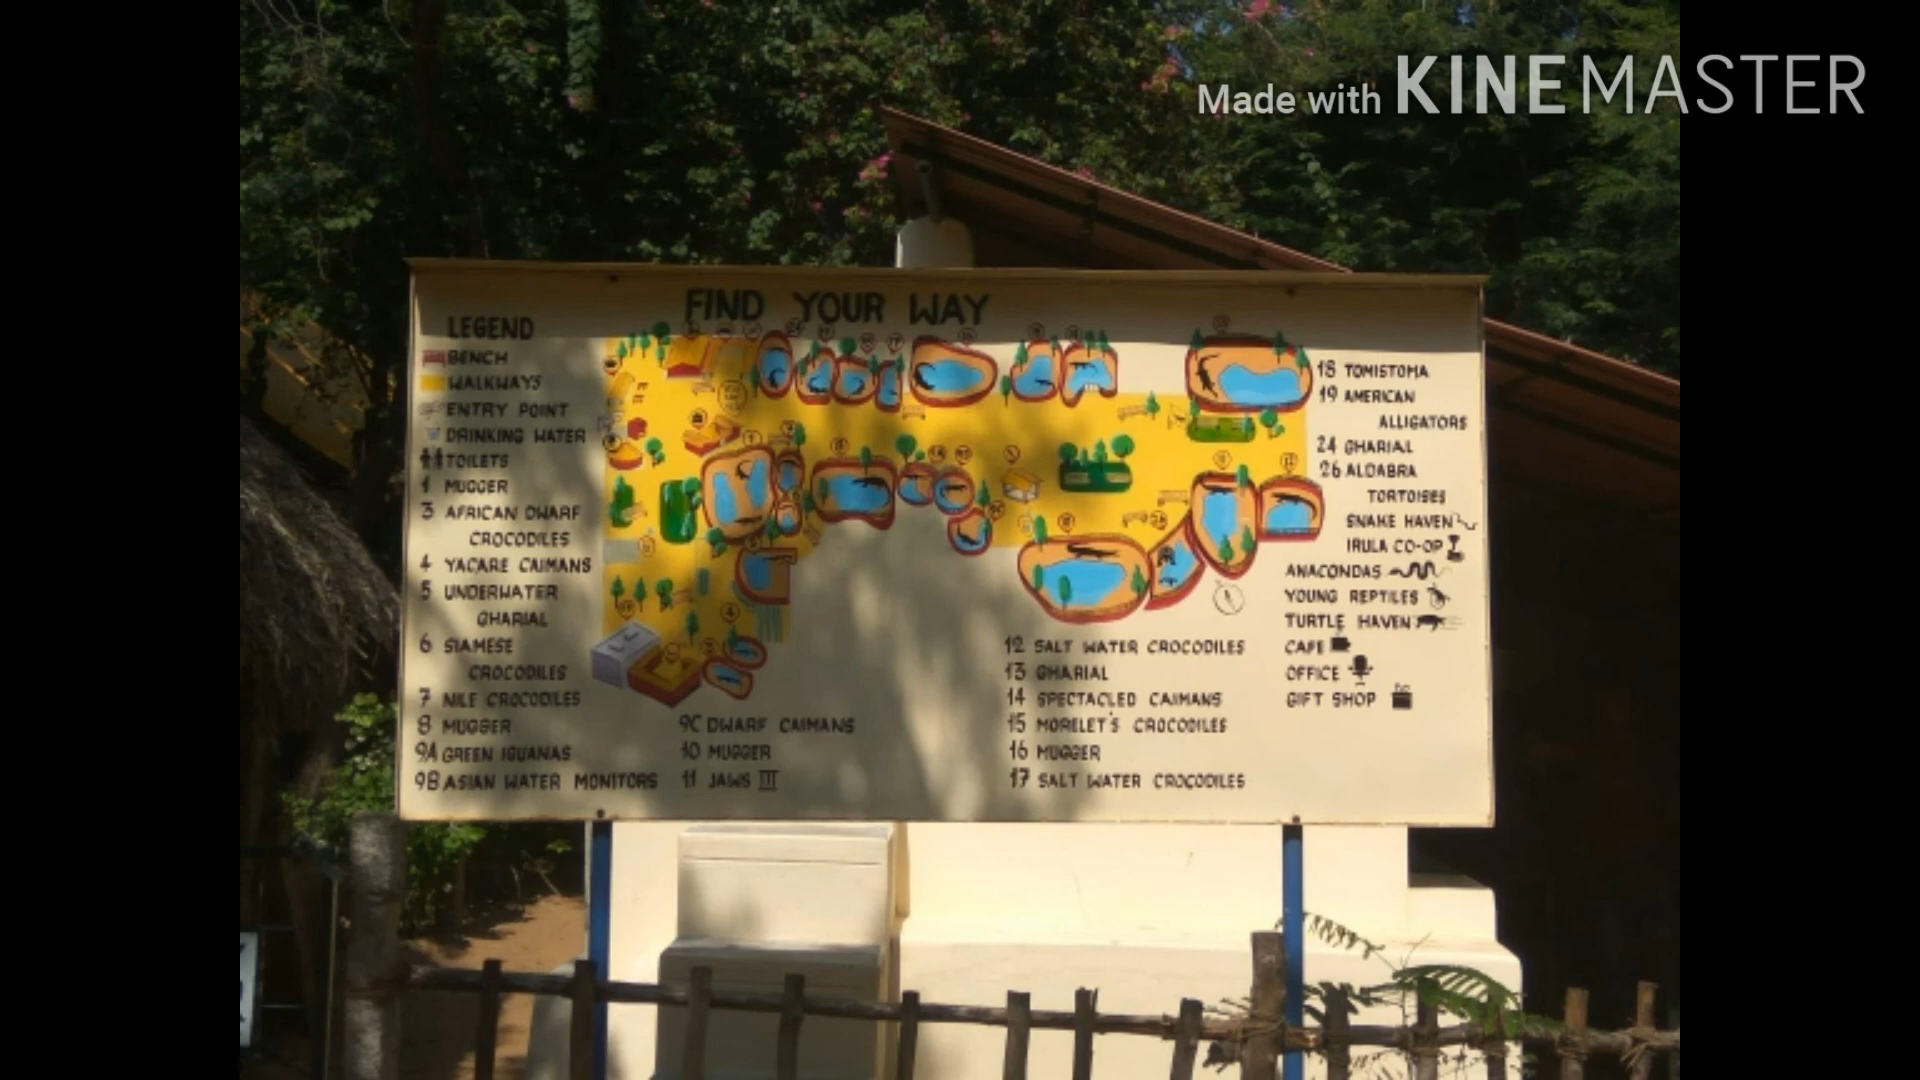 Made with KINEMASTER
FIND YOUR WAY
LEGEND
BENCH
WALKWAYS
ENTRY POINT
DRINKING WATER
TOILETS
1 MUGGER
3 AFRICAN DWARF
CROCODILES
4 YACARE CAIMANS
5 UNDERWATER
GHARIAL
6 SIAMESE
CROCODILES
7 NILE CROCODILES
8 MUGGER
9A GREEN IGUANAS
9B ASIAN WATER MONITORS
9C DWARF CAIMANS
10 MUGGER
11 JAWS III
12 SALT WATER CROCODILES
13 GHARIAL
14 SPECTACLED CAIMANS
15 MORELET'S CROCODILES
16 MUGGER
17 SALT WATER CROCODILES
18 TOMISTOMA
19 AMERICAN
ALLIGATORS
24 GHARIAL
26 ALDABRA
TORTOISES
SNAKE HAVEN
IRULA CO-OP
ANACONDAS
YOUNG REPTILES
TURTLE HAVEN
CAFE
OFFICE
GIFT SHOP